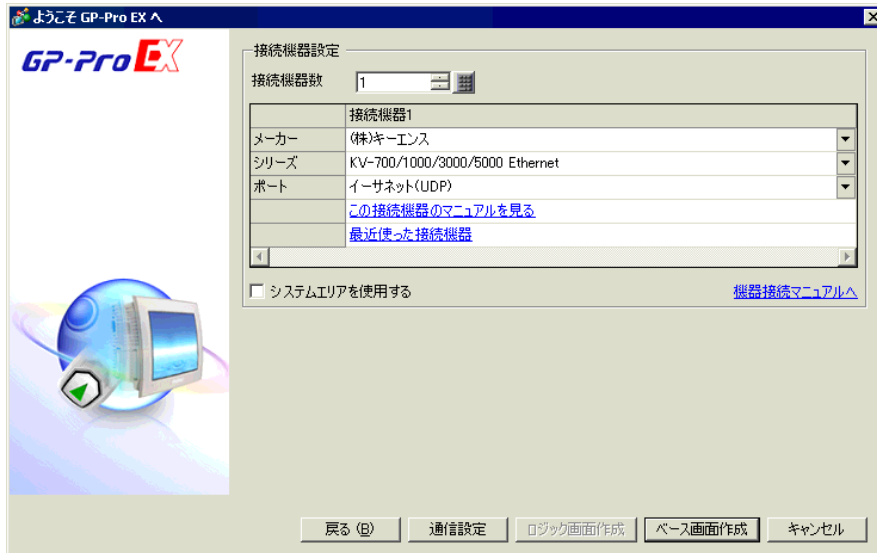 ようこそ GP-Pro EX へ
GP-Pro EX
接続機器設定
接続機器数 1
接続機器1
メーカー (株)キーエンス
シリーズ KV-700/1000/3000/5000 Ethernet
ポート イーサネット(UDP)
この接続機器のマニュアルを見る
最近使った接続機器
システムエリアを使用する 機器接続マニュアルへ
戻る (B) 通信設定 ロジック画面作成 ベース画面作成 キャンセル